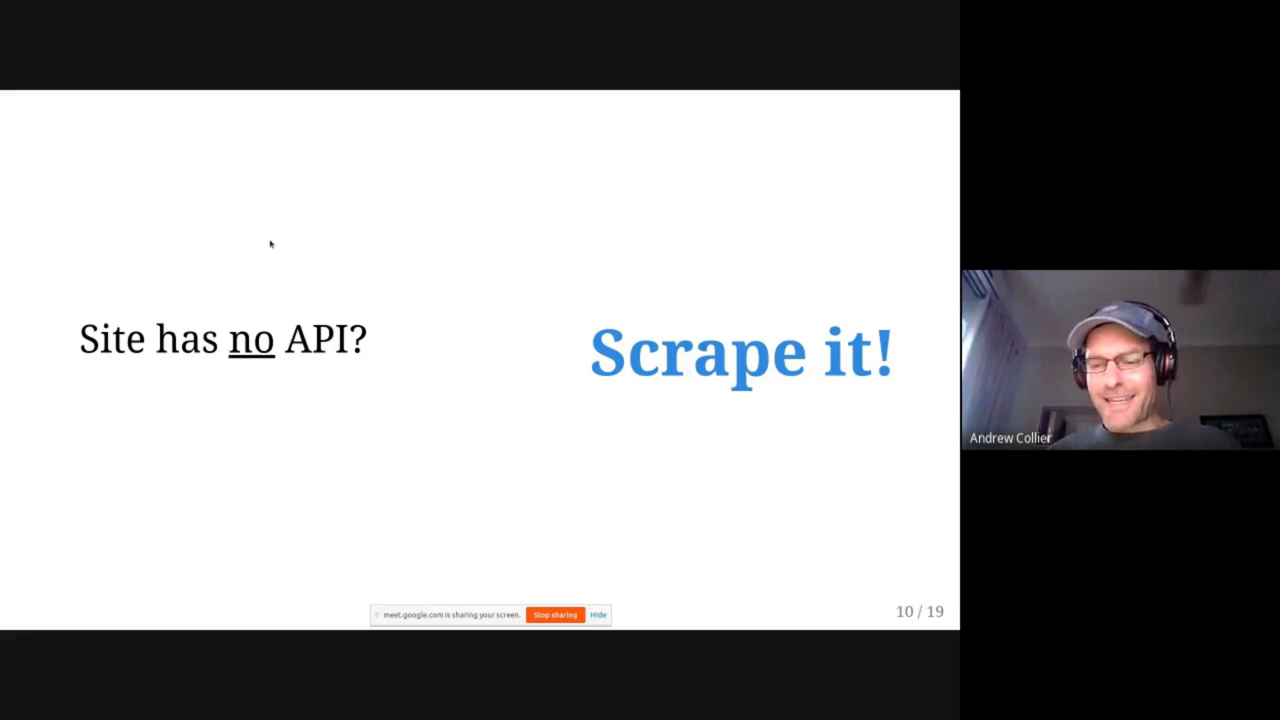 Site has no API?
Scrape it!
Andrew Collier
meet.google.com is sharing your screen. Stop sharing Hide
10 / 19